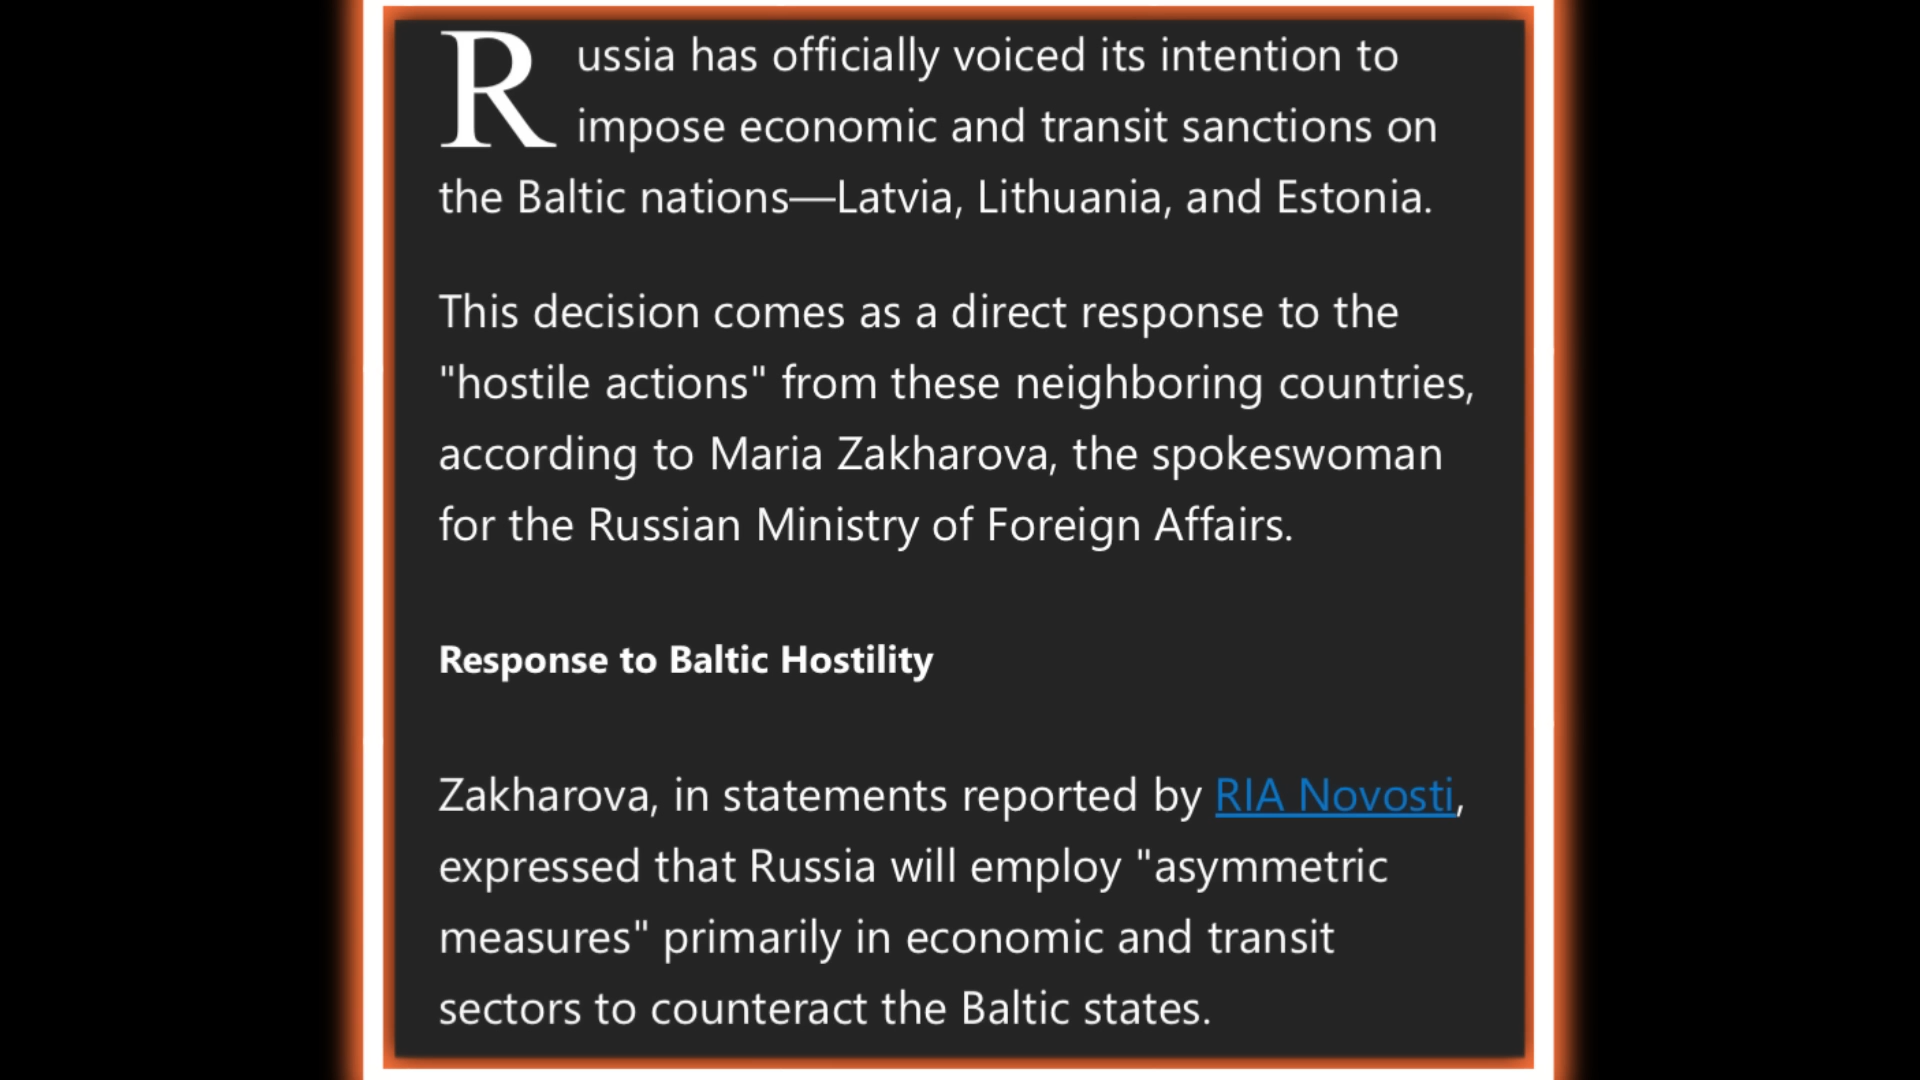 Russia has officially voiced its intention to
impose economic and transit sanctions on
the Baltic nations—Latvia, Lithuania, and Estonia.
This decision comes as a direct response to the
"hostile actions" from these neighboring countries,
according to Maria Zakharova, the spokeswoman
for the Russian Ministry of Foreign Affairs.
Response to Baltic Hostility
Zakharova, in statements reported by RIA Novosti,
expressed that Russia will employ "asymmetric
measures" primarily in economic and transit
sectors to counteract the Baltic states.